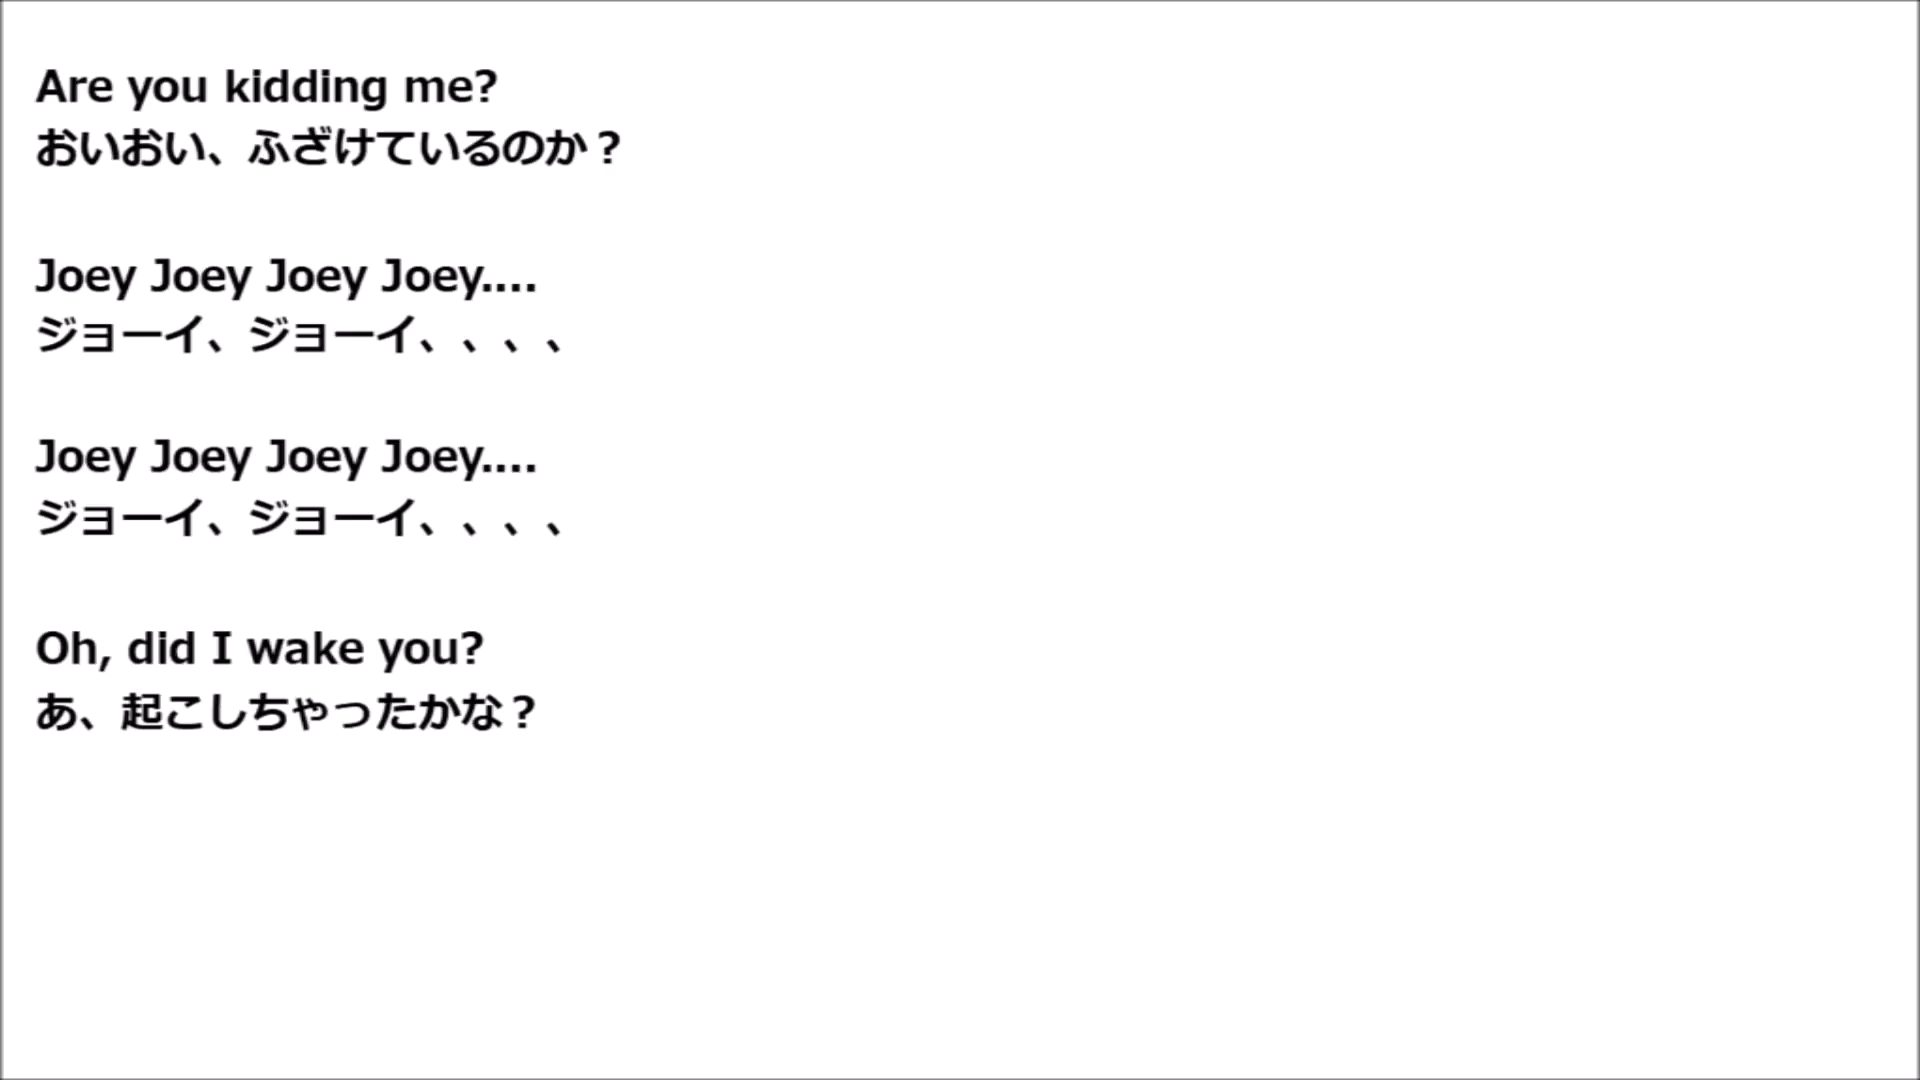 Are you kidding me?
おいおい、ふざけているのか？
Joey Joey Joey Joey....
ジョーイ、ジョーイ、、、、
Joey Joey Joey Joey....
ジョーイ、ジョーイ、、、、
Oh, did I wake you?
あ、起こしちゃったかな？